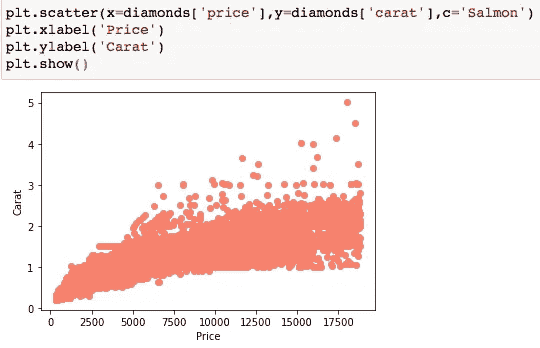 plt.scatter(x=diamonds['price'],y=diamonds['carat'],c='Salmon')
plt.xlabel('Price')
plt.ylabel('Carat')
plt.show()
5
4
3
2
1
0
Carat
0 2500 5000 7500 10000 12500 15000 17500
Price